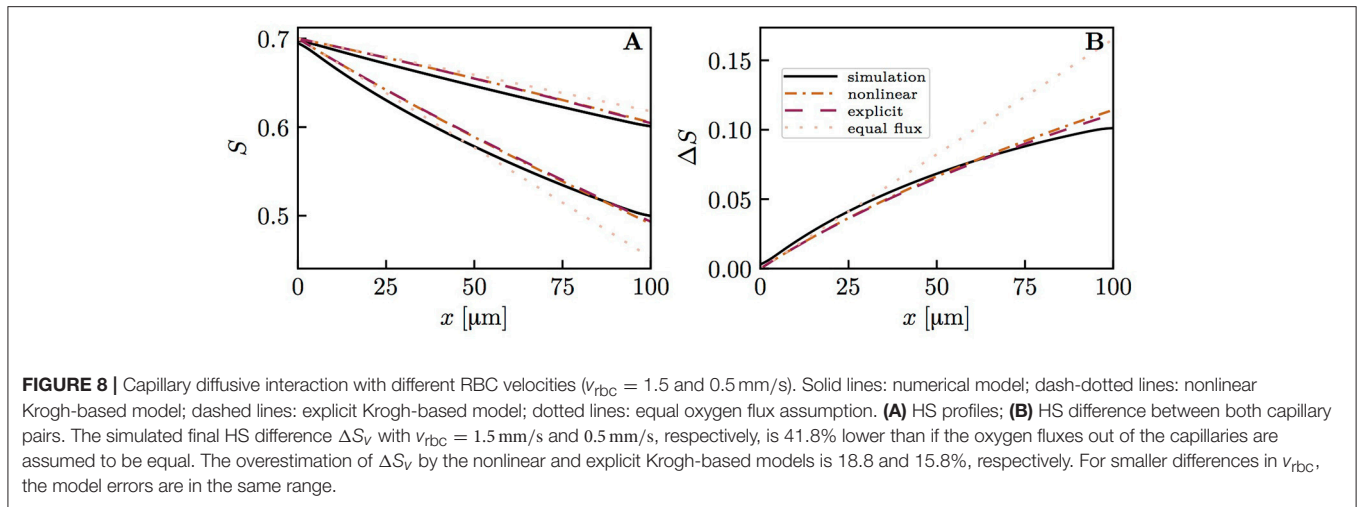 A
0.7
0.6
0.5
S
0 25 50 75 100
x [µm]
B
0.15
0.10
0.05
0.00
ΔS
simulation
nonlinear
explicit
equal flux
0 25 50 75 100
x [µm]
FIGURE 8 | Capillary diffusive interaction with different RBC velocities (vrbc = 1.5 and 0.5 mm/s). Solid lines: numerical model; dash-dotted lines: nonlinear
Krogh-based model; dashed lines: explicit Krogh-based model; dotted lines: equal oxygen flux assumption. (A) HS profiles; (B) HS difference between both capillary
pairs. The simulated final HS difference ΔSv with vrbc = 1.5 mm/s and 0.5 mm/s, respectively, is 41.8% lower than if the oxygen fluxes out of the capillaries are
assumed to be equal. The overestimation of ΔSv by the nonlinear and explicit Krogh-based models is 18.8 and 15.8%, respectively. For smaller differences in vrbc,
the model errors are in the same range.